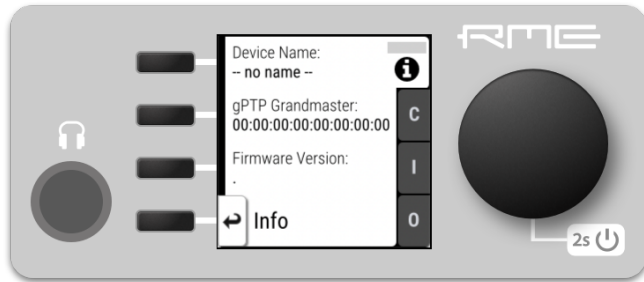 RME
Device Name:
-- no name --
gPTP Grandmaster:
00:00:00:00:00:00:00:00
Firmware Version:
.
Info
C
I
O
2s